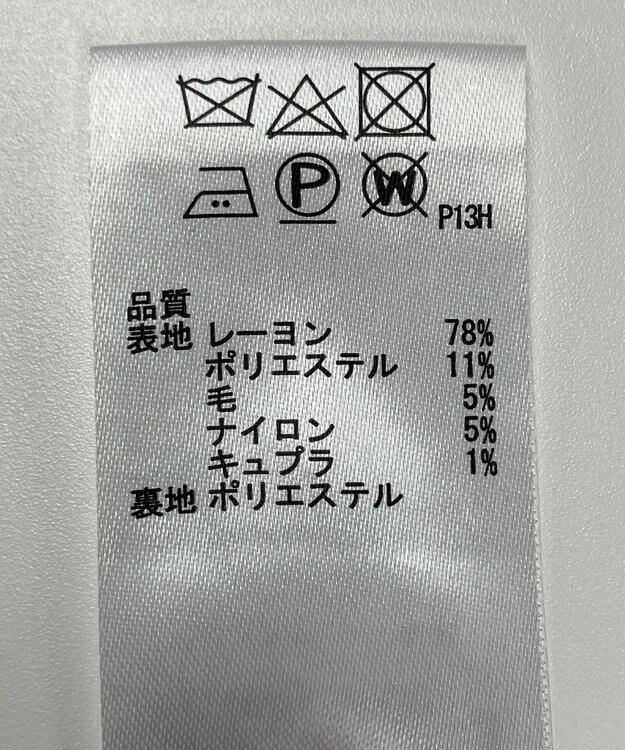 P W P13H
品質
表地 レーヨン 78%
ポリエステル 11%
毛 5%
ナイロン 5%
キュプラ 1%
裏地 ポリエステル